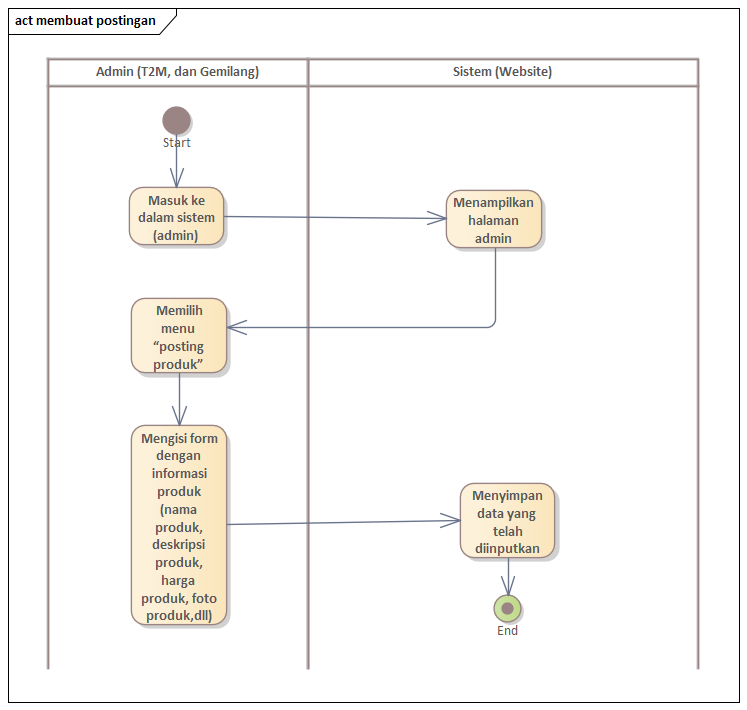 act membuat postingan
Admin (T2M, dan Gemilang)
Sistem (Website)
Start
Masuk ke
dalam sistem
(admin)
Menampilkan
halaman
admin
Memilih
menu
“posting
produk”
Mengisi form
dengan
informasi
produk
(nama
produk,
deskripsi
produk,
harga
produk, foto
produk,dll)
Menyimpan
data yang
telah
diinputkan
End